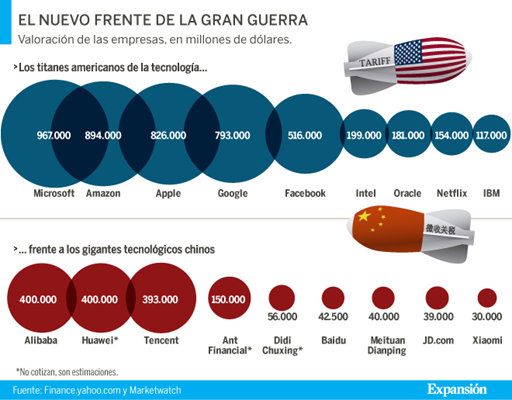 EL NUEVO FRENTE DE LA GRAN GUERRA
Valoración de las empresas, en millones de dólares.
>Los titanes americanos de la tecnología...
TARIFF
967.000 894.000 826.000 793.000 516.000 199.000 181.000 154.000 117.000
Microsoft Amazon Apple Google Facebook Intel Oracle Netflix IBM
徵收关税
>... frente a los gigantes tecnológicos chinos
400.000 400.000 393.000 150.000 56.000 42.500 40.000 39.000 30.000
Alibaba Huawei* Tencent Ant Didi Baidu Meituan JD.com Xiaomi
Financial* Chuxing* Dianping
*No cotizan, son estimaciones.
Fuente: Finance.yahoo.com y Marketwatch Expansión